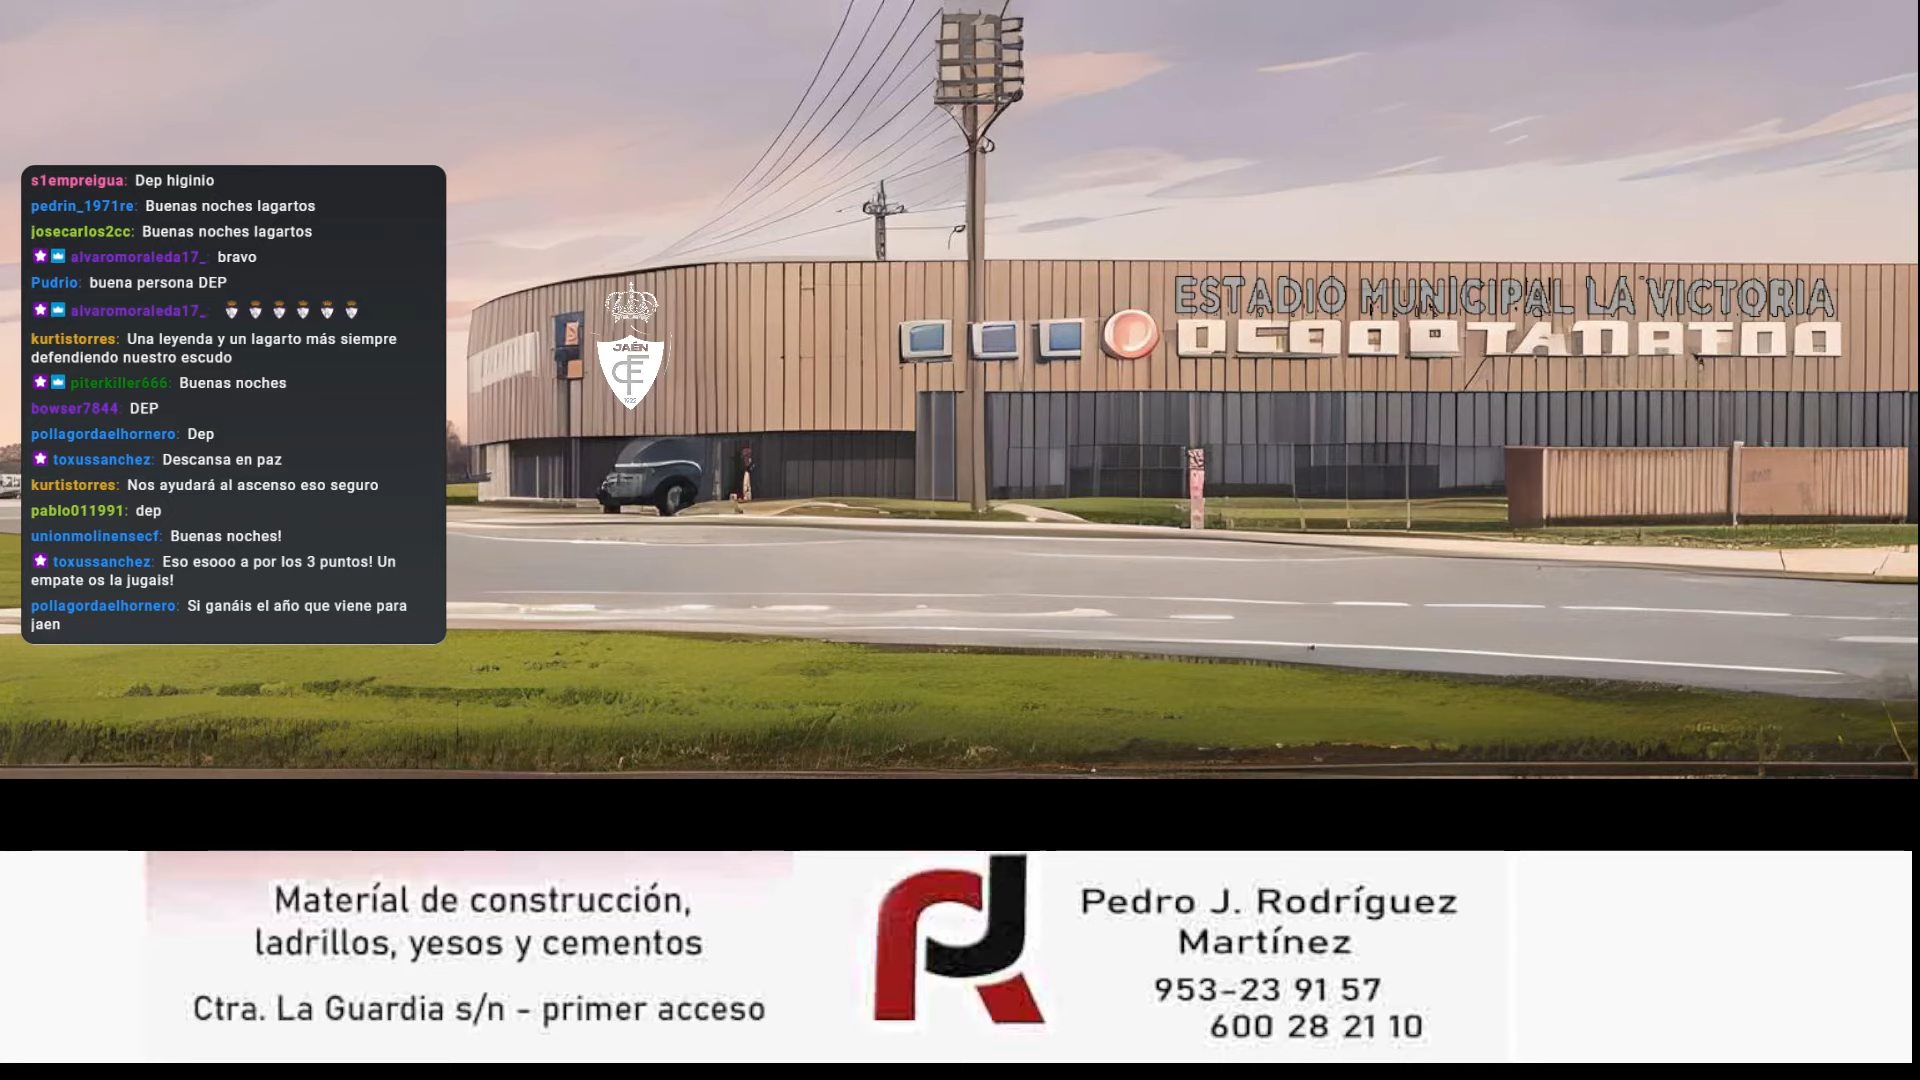 s1empreigua: Dep higinio
pedrin_1971re: Buenas noches lagartos
josecarlos2cc: Buenas noches lagartos
alvaromoraleda17_: bravo
Pudrio: buena persona DEP
alvaromoraleda17_:
kurtistorres: Una leyenda y un lagarto más siempre
defendiendo nuestro escudo
piterkiller666: Buenas noches
bowser7844: DEP
pollagordaelhornero: Dep
toxussanchez: Descansa en paz
kurtistorres: Nos ayudará al ascenso eso seguro
pablo011991: dep
unionmolinensecf: Buenas noches!
toxussanchez: Eso esooo a por los 3 puntos! Un
empate os la jugais!
pollagordaelhornero: Si ganáis el año que viene para
jaen
JAÉN
CF
1922
ESTADIO MUNICIPAL LA VICTORIA
Materíal de construcción,
ladrillos, yesos y cementos
Ctra. La Guardia s/n - primer acceso
Pedro J. Rodríguez
Martínez
953-23 91 57
600 28 21 10